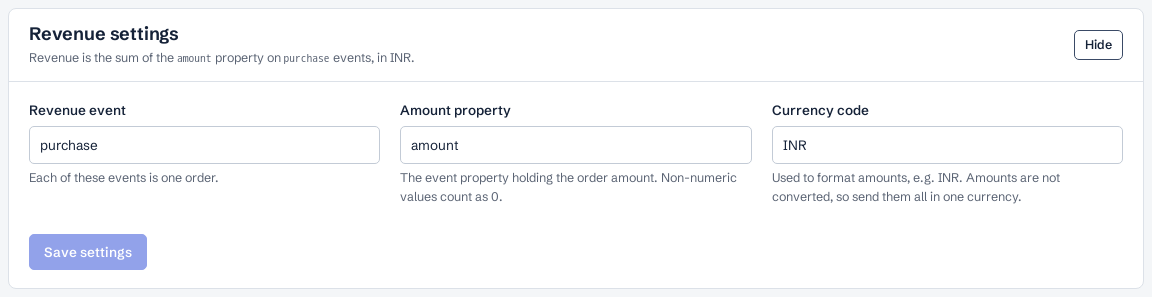 Revenue settings
Revenue is the sum of the amount property on purchase events, in INR.
Hide
Revenue event
purchase
Each of these events is one order.
Amount property
amount
The event property holding the order amount. Non-numeric
values count as 0.
Currency code
INR
Used to format amounts, e.g. INR. Amounts are not
converted, so send them all in one currency.
Save settings